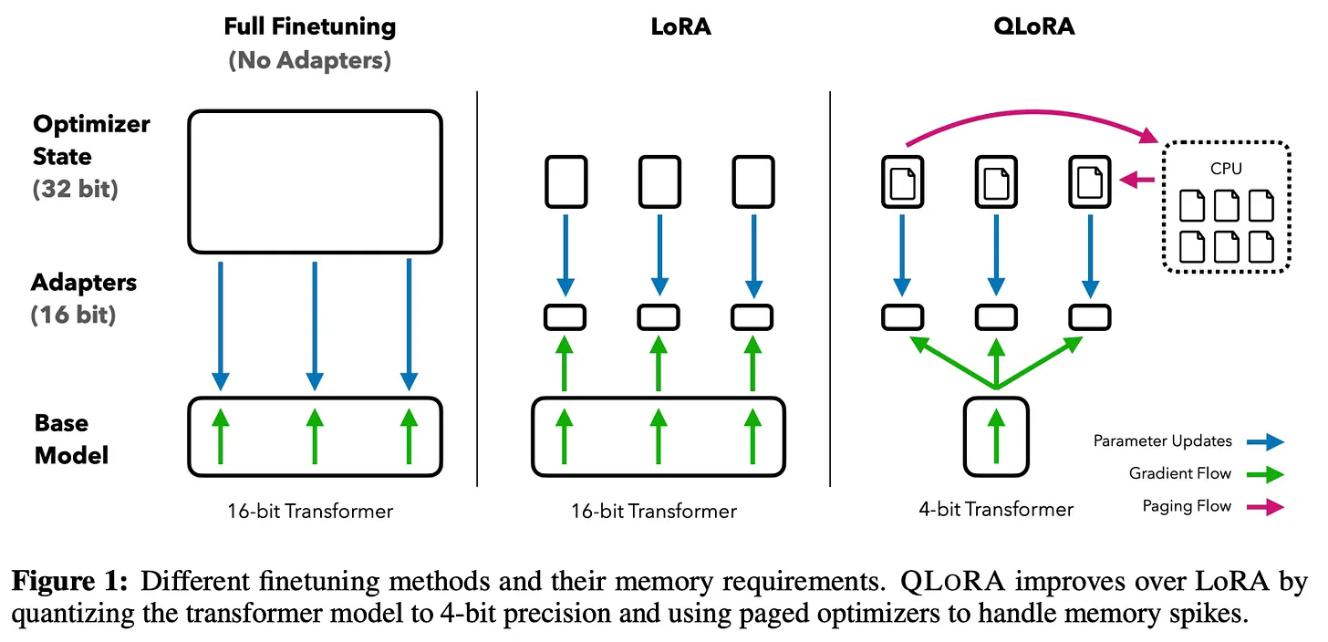 Full Finetuning
(No Adapters)
LoRA
QLoRA
Optimizer
State
(32 bit)
CPU
Adapters
(16 bit)
Base
Model
Parameter Updates
Gradient Flow
Paging Flow
16-bit Transformer
16-bit Transformer
4-bit Transformer
Figure 1: Different finetuning methods and their memory requirements. QLORA improves over LoRA by
quantizing the transformer model to 4-bit precision and using paged optimizers to handle memory spikes.